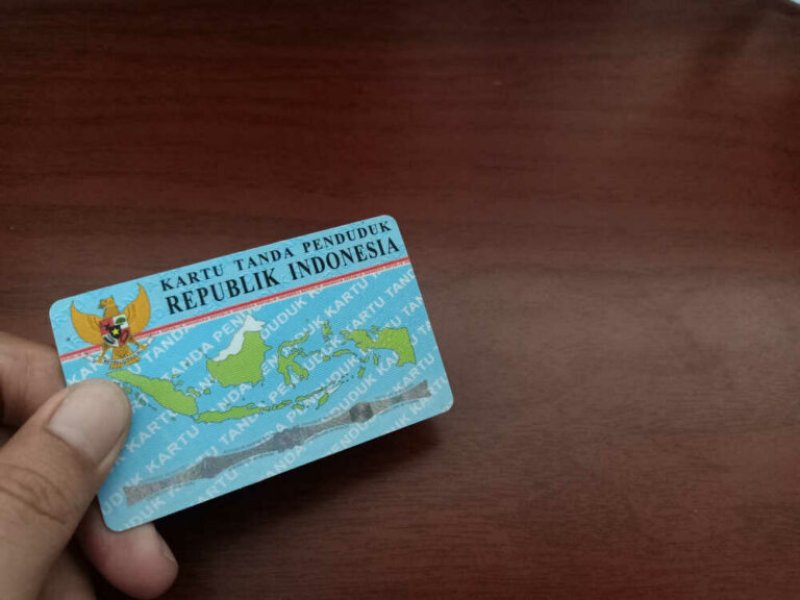 KARTU TANDA PENDUDUK
REPUBLIK INDONESIA